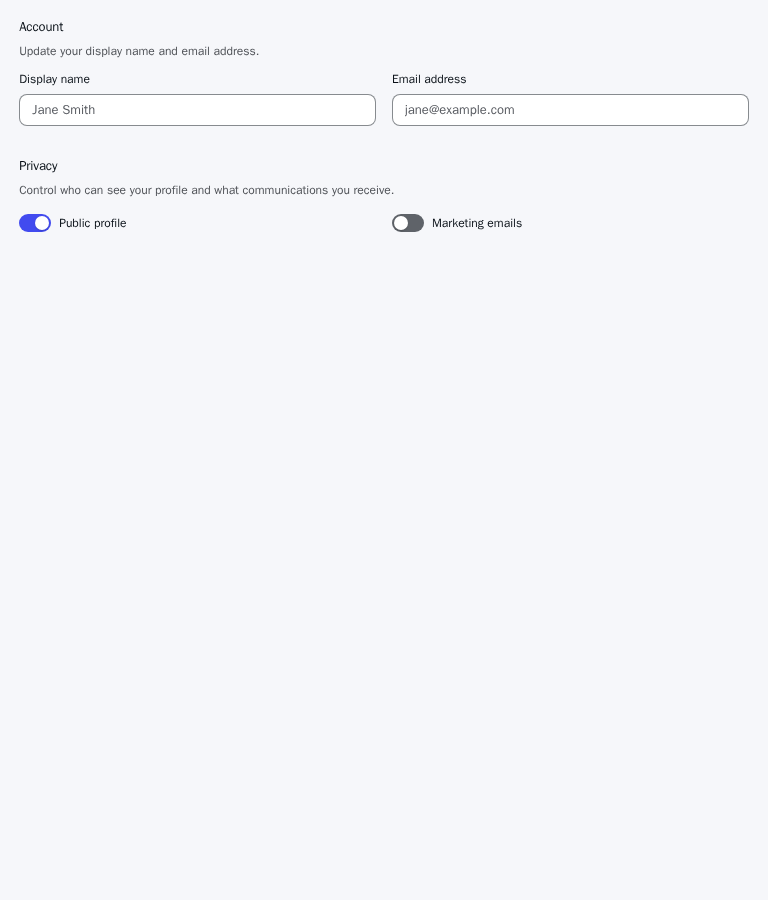 Account
Update your display name and email address.
Display name
Email address
Jane Smith
jane@example.com
Privacy
Control who can see your profile and what communications you receive.
Public profile
Marketing emails